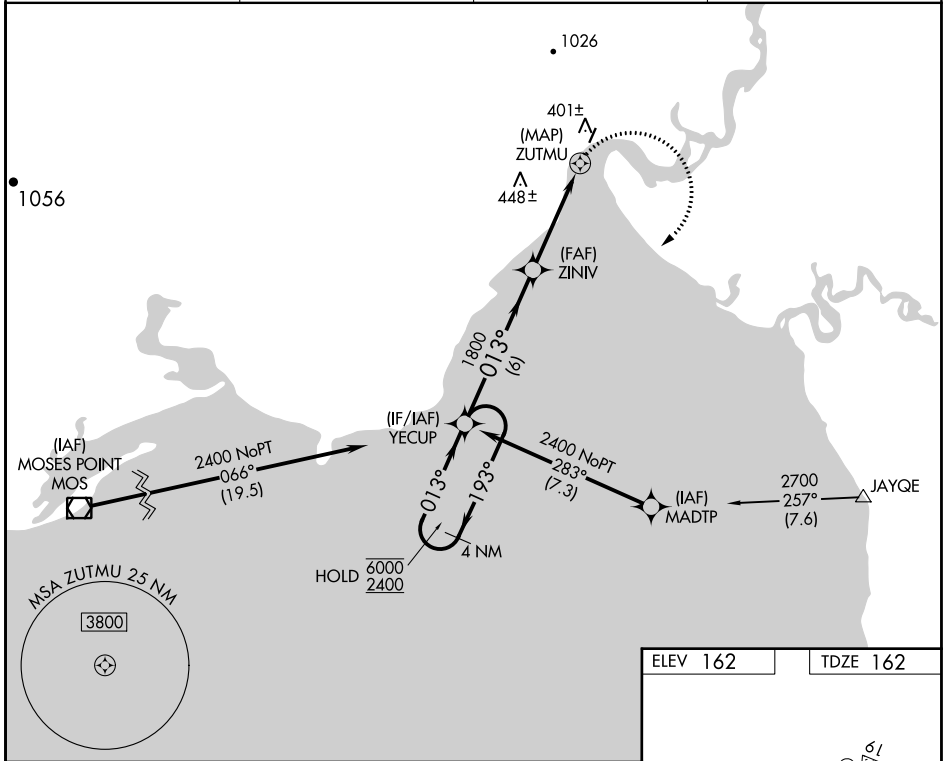 1026
401±
(MAP)
ZUTMU
1056
448±
(FAF)
ZINIV
1800
013°
(6)
(IF/IAF)
YECUP
(IAF)
MOSES POINT
MOS
2400 NoPT
066°
(19.5)
2400 NoPT
283°
(7.3)
2700
257°
(7.6)
JAYQE
(IAF)
MADTP
013°
193°
4 NM
HOLD 6000
2400
MSA ZUTMU 25 NM
3800
ELEV 162
TDZE 162
19